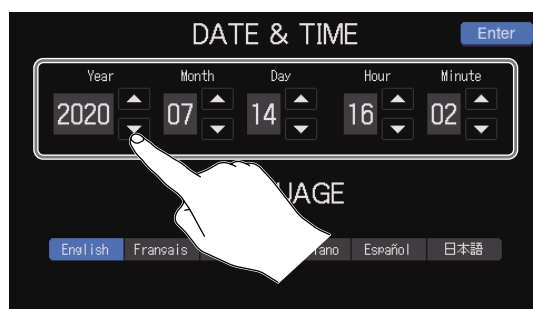 DATE & TIME
Enter
Year Month Day Hour Minute
2020 07 14 16 02
UAGE
English Français ano Español 日本語